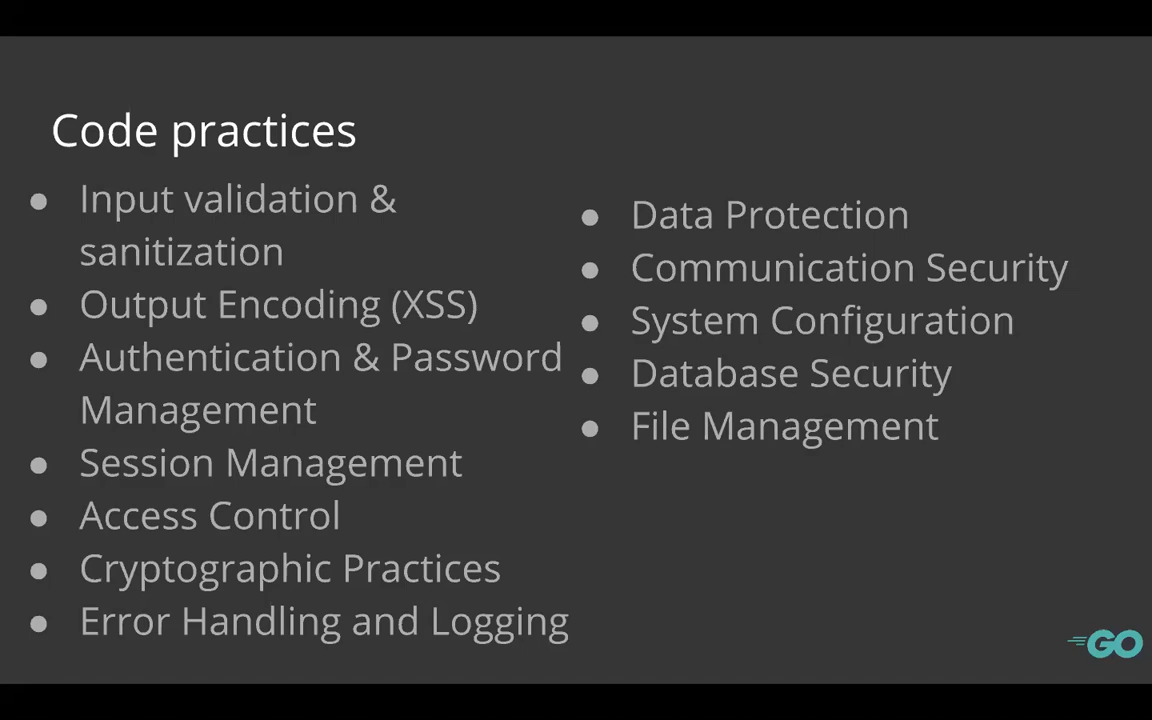 Code practices
● Input validation &
sanitization
● Output Encoding (XSS)
● Authentication & Password
Management
● Session Management
● Access Control
● Cryptographic Practices
● Error Handling and Logging
● Data Protection
● Communication Security
● System Configuration
● Database Security
● File Management
GO